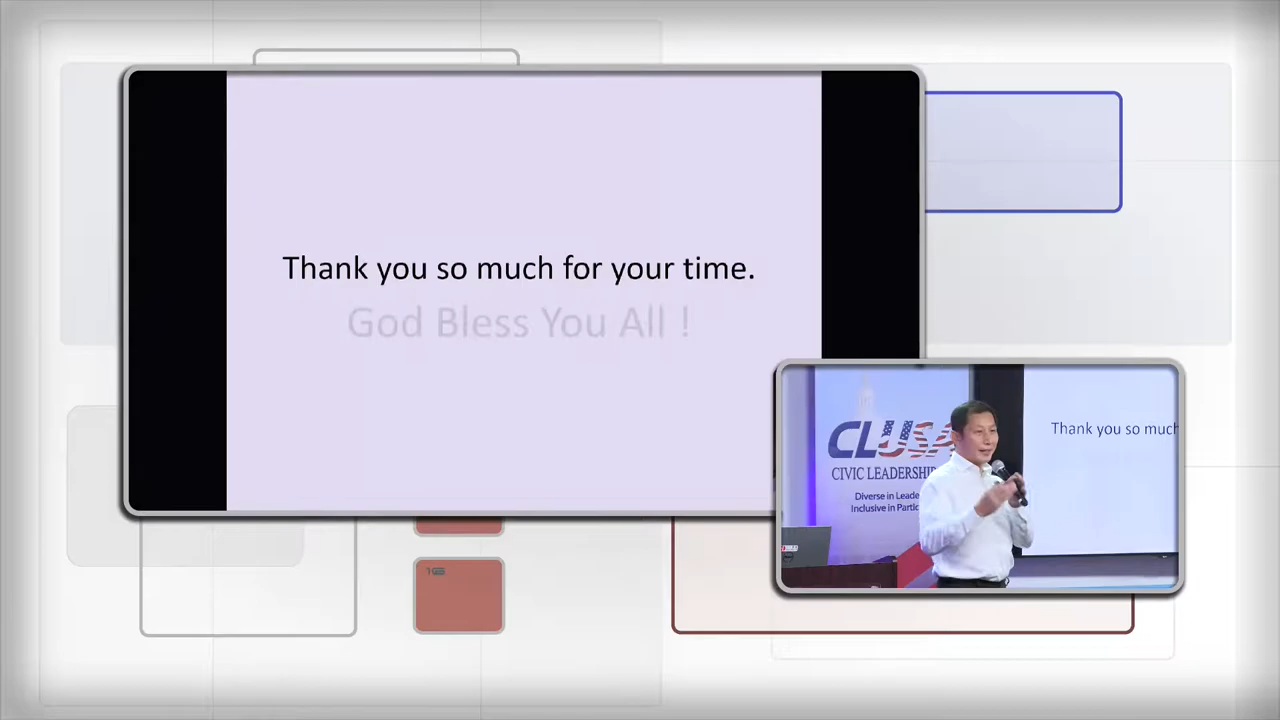 Thank you so much for your time.
God Bless You All !
CLUSA
CIVIC LEADERSHIP
Diverse in Leade
Inclusive in Partic
Thank you so much